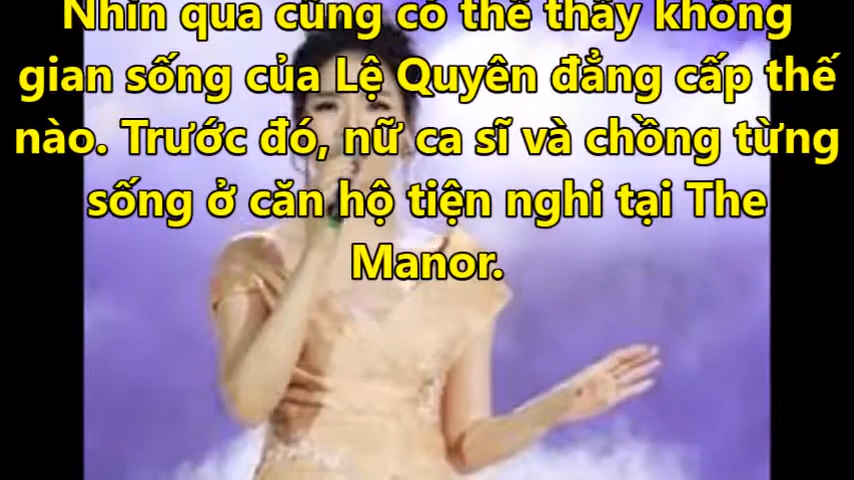 Nhìn qua cũng có thể thấy không
gian sống của Lệ Quyên đẳng cấp thế
nào. Trước đó, nữ ca sĩ và chồng từng
sống ở căn hộ tiện nghi tại The
Manor.